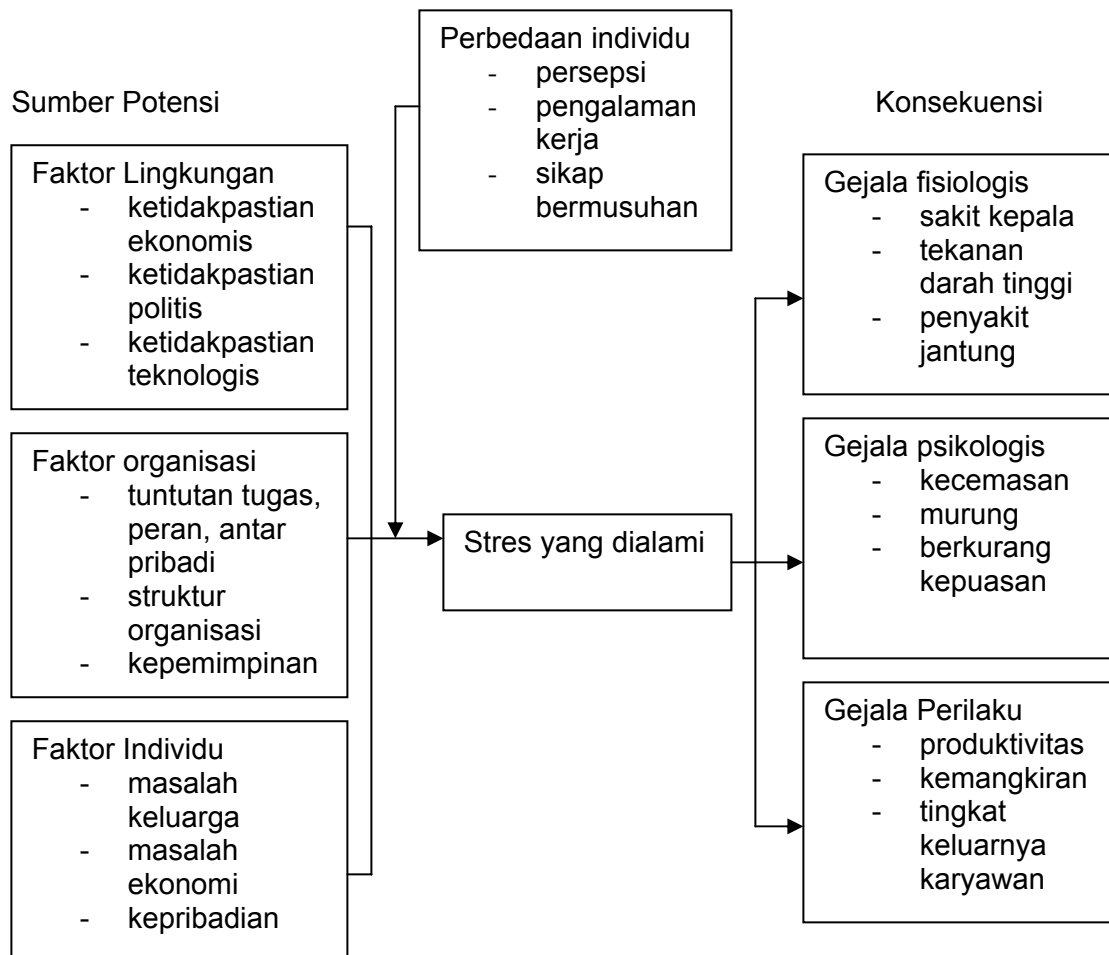 Sumber Potensi
Faktor Lingkungan
- ketidakpastian
ekonomis
- ketidakpastian
politis
- ketidakpastian
teknologis
Faktor organisasi
- tuntutan tugas,
peran, antar
pribadi
- struktur
organisasi
- kepemimpinan
Faktor Individu
- masalah
keluarga
- masalah
ekonomi
- kepribadian
Perbedaan individu
- persepsi
- pengalaman
kerja
- sikap
bermusuhan
Stres yang dialami
Konsekuensi
Gejala fisiologis
- sakit kepala
- tekanan
darah tinggi
- penyakit
jantung
Gejala psikologis
- kecemasan
- murung
- berkurang
kepuasan
Gejala Perilaku
- produktivitas
- kemangkiran
- tingkat
keluarnya
karyawan